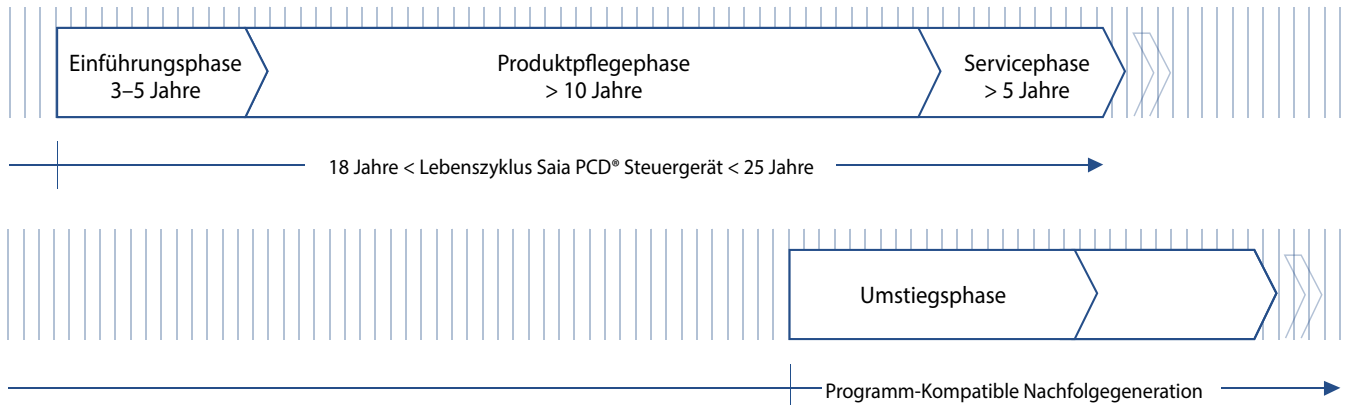 Einführungsphase
3–5 Jahre
Produktpflegephase
> 10 Jahre
Servicephase
> 5 Jahre
18 Jahre < Lebenszyklus Saia PCD® Steuergerät < 25 Jahre
Umstiegsphase
Programm-Kompatible Nachfolgegeneration